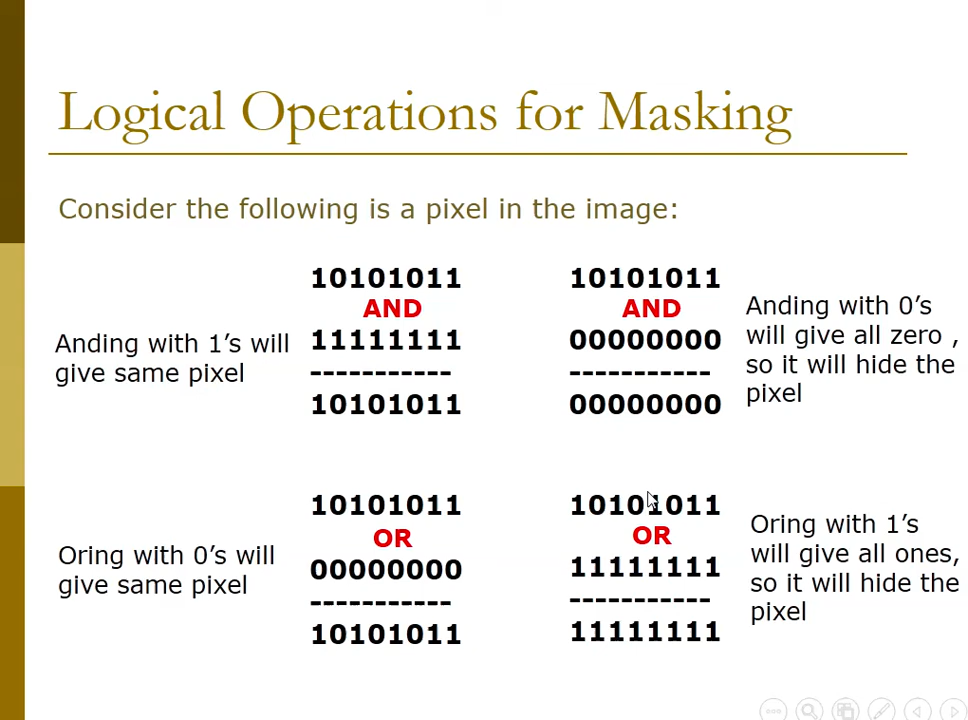 Logical Operations for Masking
Consider the following is a pixel in the image:
Anding with 1's will
give same pixel
10101011
AND
11111111
-----------
10101011
10101011
AND
00000000
-----------
00000000
Anding with 0's
will give all zero ,
so it will hide the
pixel
Oring with 0's will
give same pixel
10101011
OR
00000000
-----------
10101011
10101011
OR
11111111
-----------
11111111
Oring with 1's
will give all ones,
so it will hide the
pixel